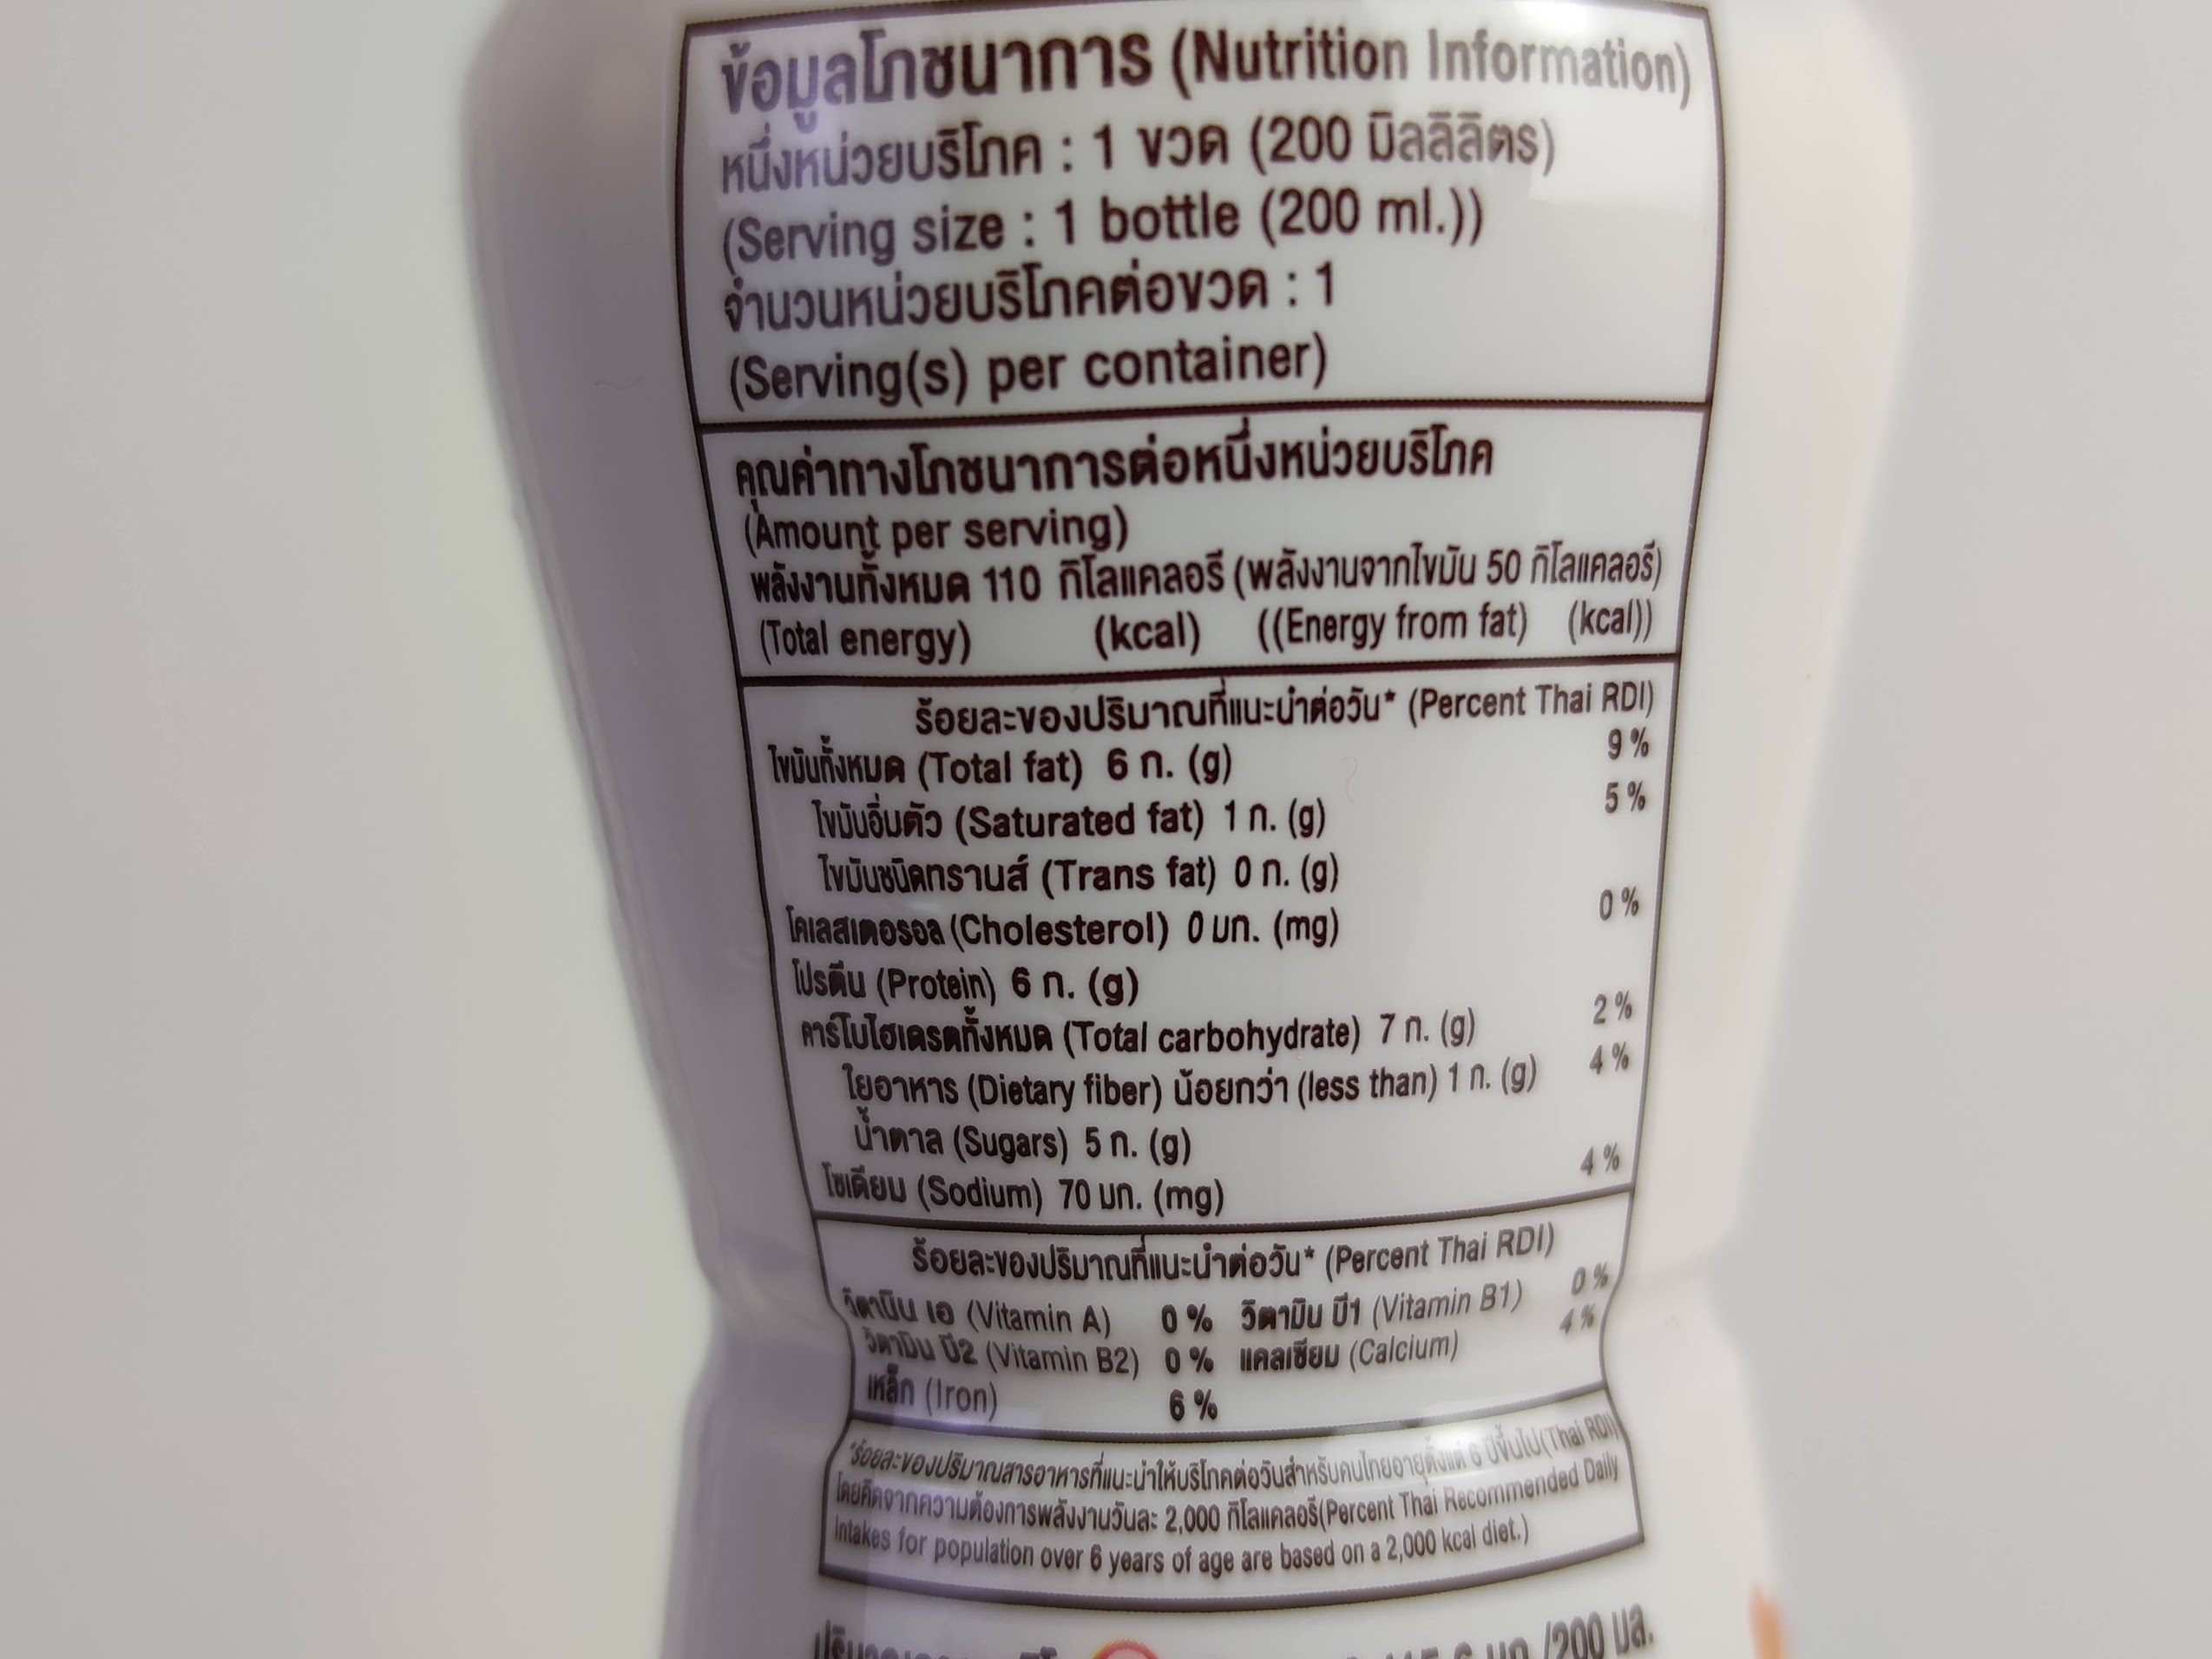 ข้อมูลโภชนาการ (Nutrition Information)
หนึ่งหน่วยบริโภค : 1 ขวด (200 มิลลิลิตร)
(Serving size : 1 bottle (200 ml.))
จำนวนหน่วยบริโภคต่อขวด : 1
(Serving(s) per container)
คุณค่าทางโภชนาการต่อหนึ่งหน่วยบริโภค
(Amount per serving)
พลังงานทั้งหมด 110 กิโลแคลอรี (พลังงานจากไขมัน 50 กิโลแคลอรี)
(Total energy) (kcal) ((Energy from fat) (kcal))
ร้อยละของปริมาณที่แนะนำต่อวัน* (Percent Thai RDI)
ไขมันทั้งหมด (Total fat) 6 ก. (g) 9 %
ไขมันอิ่มตัว (Saturated fat) 1 ก. (g) 5 %
ไขมันชนิดทรานส์ (Trans fat) 0 ก. (g)
โคเลสเตอรอล (Cholesterol) 0 มก. (mg) 0 %
โปรตีน (Protein) 6 ก. (g)
คาร์โบไฮเดรตทั้งหมด (Total carbohydrate) 7 ก. (g) 2 %
ใยอาหาร (Dietary fiber) น้อยกว่า (less than) 1 ก. (g) 4 %
น้ำตาล (Sugars) 5 ก. (g)
โซเดียม (Sodium) 70 มก. (mg) 4 %
ร้อยละของปริมาณที่แนะนำต่อวัน* (Percent Thai RDI)
วิตามิน เอ (Vitamin A) 0 % วิตามิน บี1 (Vitamin B1) 0 %
วิตามิน บี2 (Vitamin B2) 0 % แคลเซียม (Calcium) 4 %
เหล็ก (Iron) 6 %
*ร้อยละของปริมาณสารอาหารที่แนะนำให้บริโภคต่อวันสำหรับคนไทยอายุตั้งแต่ 6 ปีขึ้นไป(Thai RDI)
โดยคิดจากความต้องการพลังงานวันละ 2,000 กิโลแคลอรี(Percent Thai Recommended Daily
Intakes for population over 6 years of age are based on a 2,000 kcal diet.)
/200 มล.